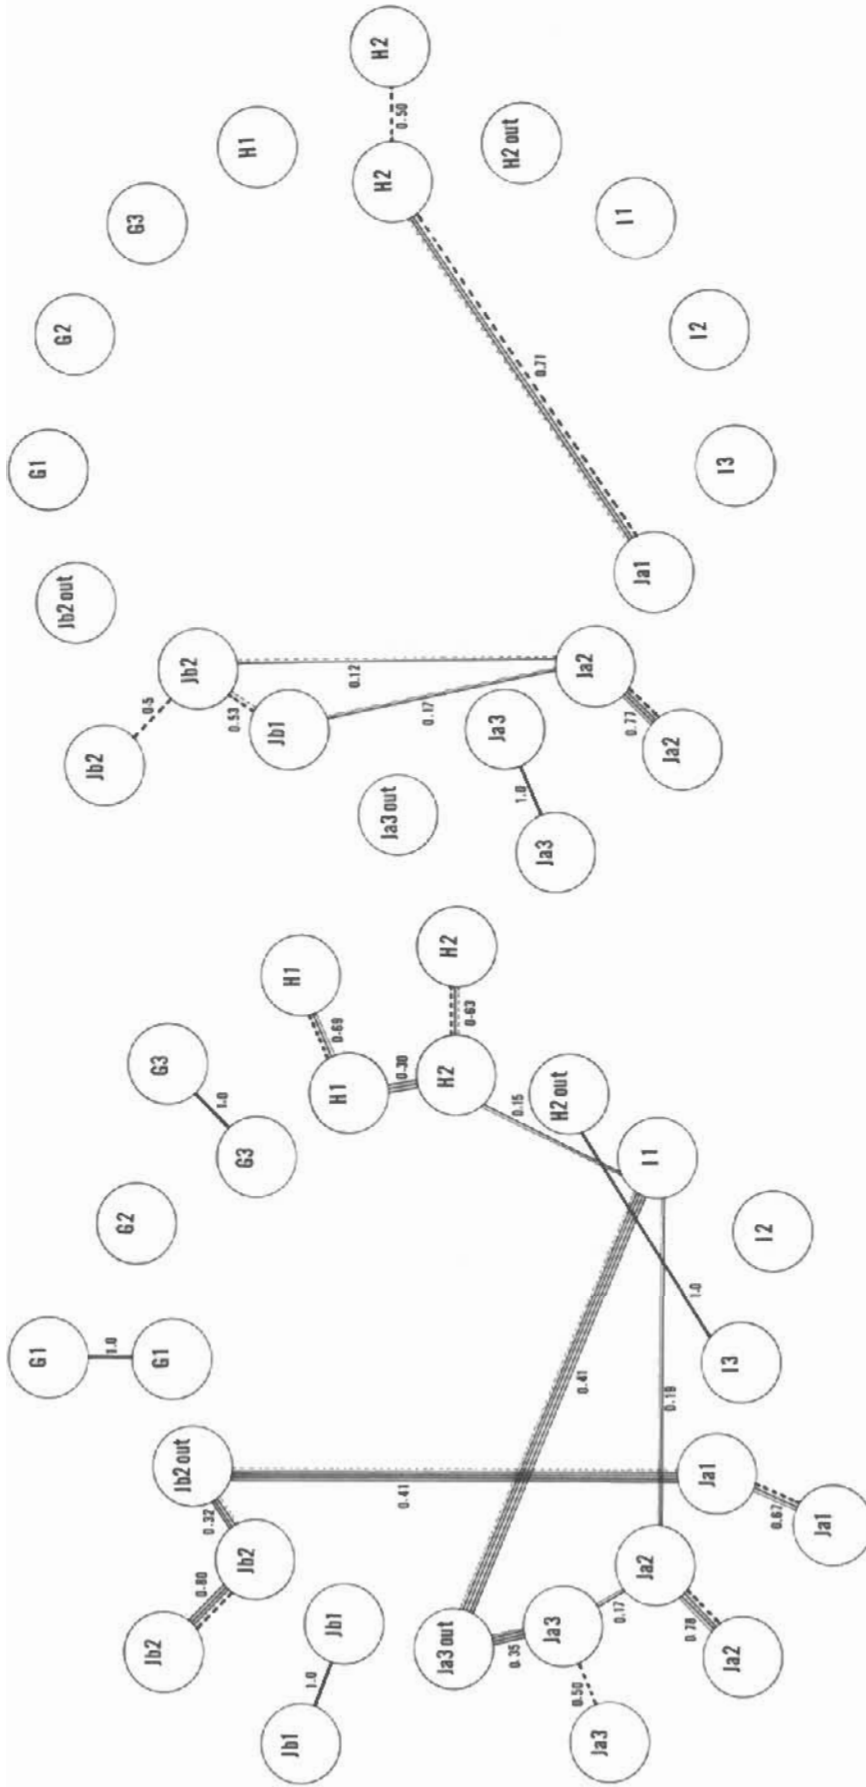 G1
G1
1.0
G2
G3
G3
1.0
H1
H1
0.69
0.30
H2
H2
0.63
0.15
H2 out
I1
I2
I3
1.0
0.41
0.19
Ja1
Ja1
0.67
Ja2
Ja2
0.78
0.17
Ja3
Ja3
0.50
0.35
Ja3 out
Jb1
Jb1
1.0
Jb2
Jb2
0.80
0.32
Jb2 out
0.41
G1
G2
G3
H1
H2
H2
0.50
H2 out
I1
I2
I3
0.71
Ja1
Ja2
Ja2
0.77
Ja3
Ja3
1.0
Ja3 out
Jb1
0.17
0.12
0.53
Jb2
Jb2
0.5
Jb2 out